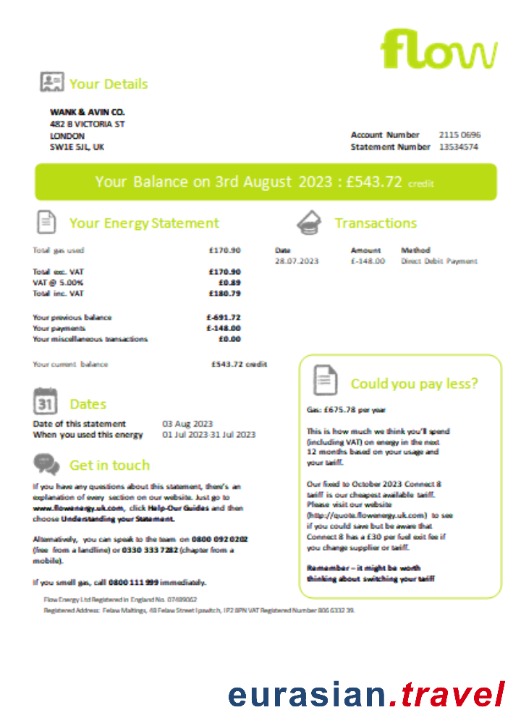 flow
Your Details
WANK & AVIN CO.
482 B VICTORIA ST
LONDON
SW1E 5JL, UK
Account Number 2115 0696
Statement Number 13534574
Your Balance on 3rd August 2023 : £543.72 credit
Your Energy Statement
Total gas used £170.90
Total exc. VAT £170.90
VAT @ 5.00% £0.89
Total inc. VAT £180.79
Your previous balance £-691.72
Your payments £-148.00
Your miscellaneous transactions £0.00
Your current balance £543.72 credit
Transactions
Date Amount Method
28.07.2023 £-148.00 Direct Debit Payment
31 Dates
Date of this statement 03 Aug 2023
When you used this energy 01 Jul 2023-31 Jul 2023
Get in touch
If you have any questions about this statement, there's an
explanation of every section on our website. Just go to
www.flowenergy.uk.com, click Help-Our Guides and then
choose Understanding your Statement.
Alternatively, you can speak to the team on 0800 092 0202
(free from a landline) or 0330 333 7282 (chapter from a
mobile).
If you smell gas, call 0800 111 999 immediately.
Could you pay less?
Gas: £675.78 per year
This is how much we think you'll spend
(including VAT) on energy in the next
12 months based on your usage and
your tariff.
Our fixed to October 2023 Connect 8
tariff is our cheapest available tariff.
Please visit our website
(http://quote.flowenergy.uk.com) to see
if you could save but be aware that
Connect 8 has a £30 per fuel exit fee if
you change supplier or tariff.
Remember – it might be worth
thinking about switching your tariff
Flow Energy Ltd Registered in England No. 07489062
Registered Address: Felaw Maltings, 48 Felaw Street Ipswitch, IP2 8PN VAT Registered Number 806 6332 39.
eurasian.travel